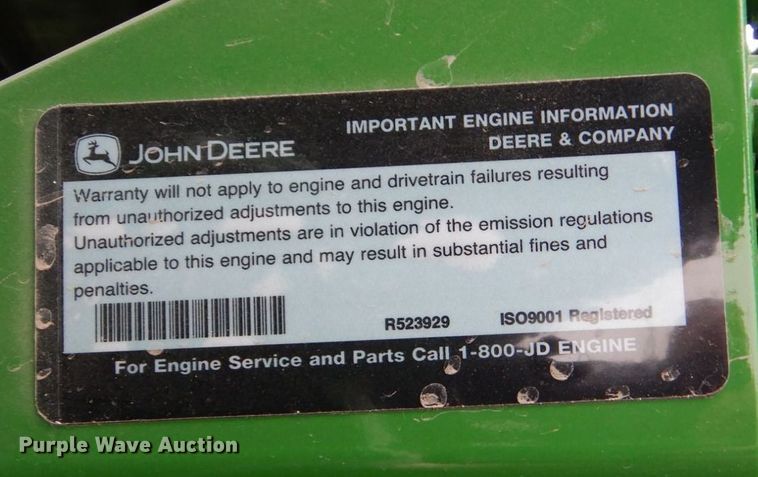 JOHN DEERE
IMPORTANT ENGINE INFORMATION
DEERE & COMPANY
Warranty will not apply to engine and drivetrain failures resulting
from unauthorized adjustments to this engine.
Unauthorized adjustments are in violation of the emission regulations
applicable to this engine and may result in substantial fines and
penalties.
R523929
ISO9001 Registered
For Engine Service and Parts Call 1-800-JD ENGINE
Purple Wave Auction